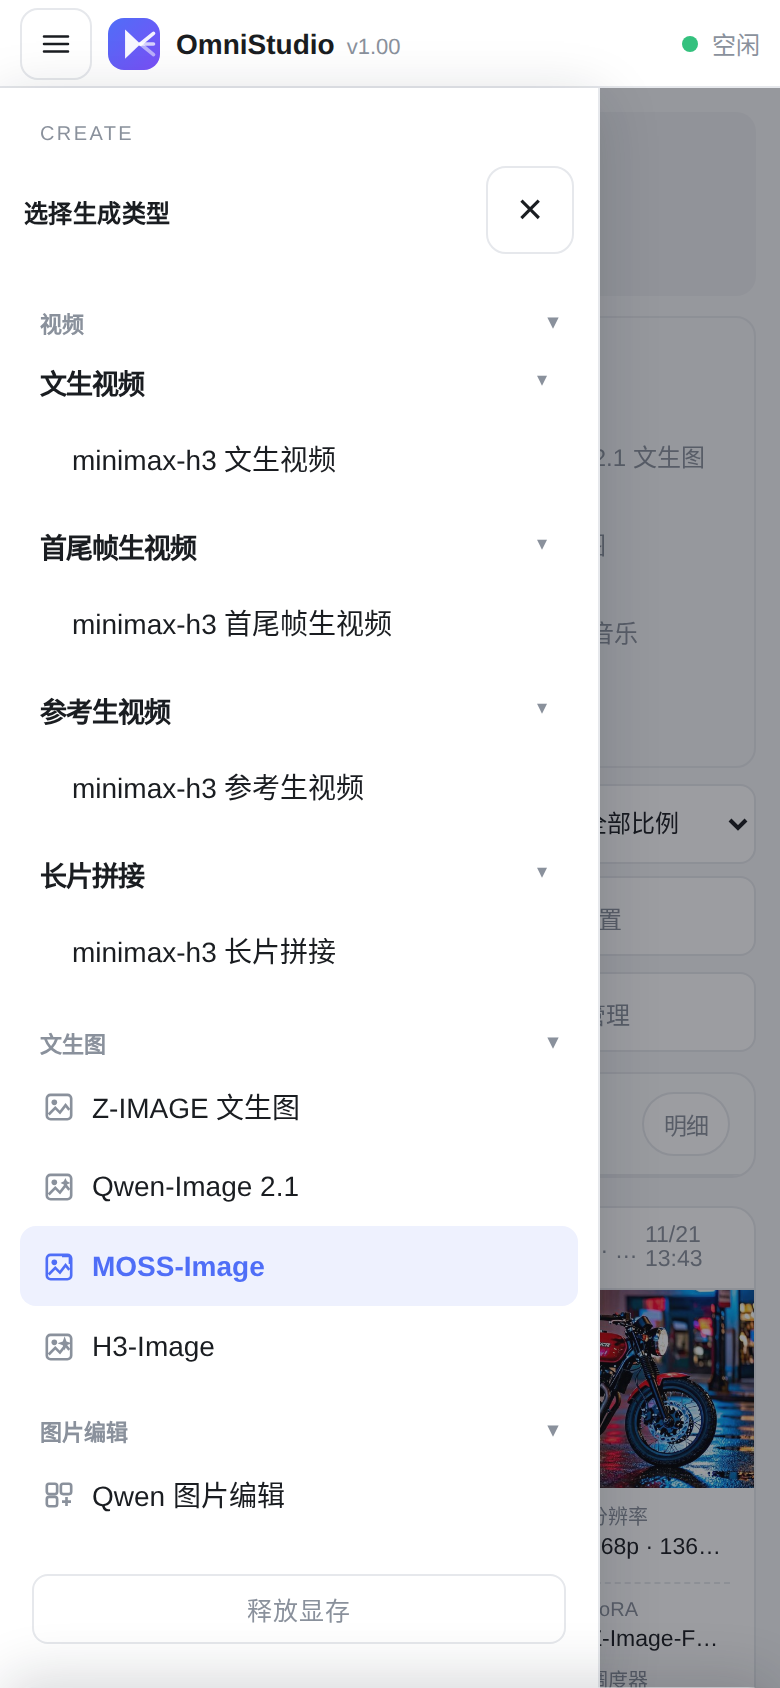 OmniStudio v1.00
空闲
CREATE
选择生成类型
视频
文生视频
minimax-h3 文生视频
首尾帧生视频
minimax-h3 首尾帧生视频
参考生视频
minimax-h3 参考生视频
长片拼接
minimax-h3 长片拼接
文生图
Z-IMAGE 文生图
Qwen-Image 2.1
MOSS-Image
H3-Image
图片编辑
Qwen 图片编辑
释放显存
2.1 文生图
音乐
全部比例
置
管理
明细
· …
11/21
13:43
分辨率
68p · 136…
oRA
-Image-F…
调度器